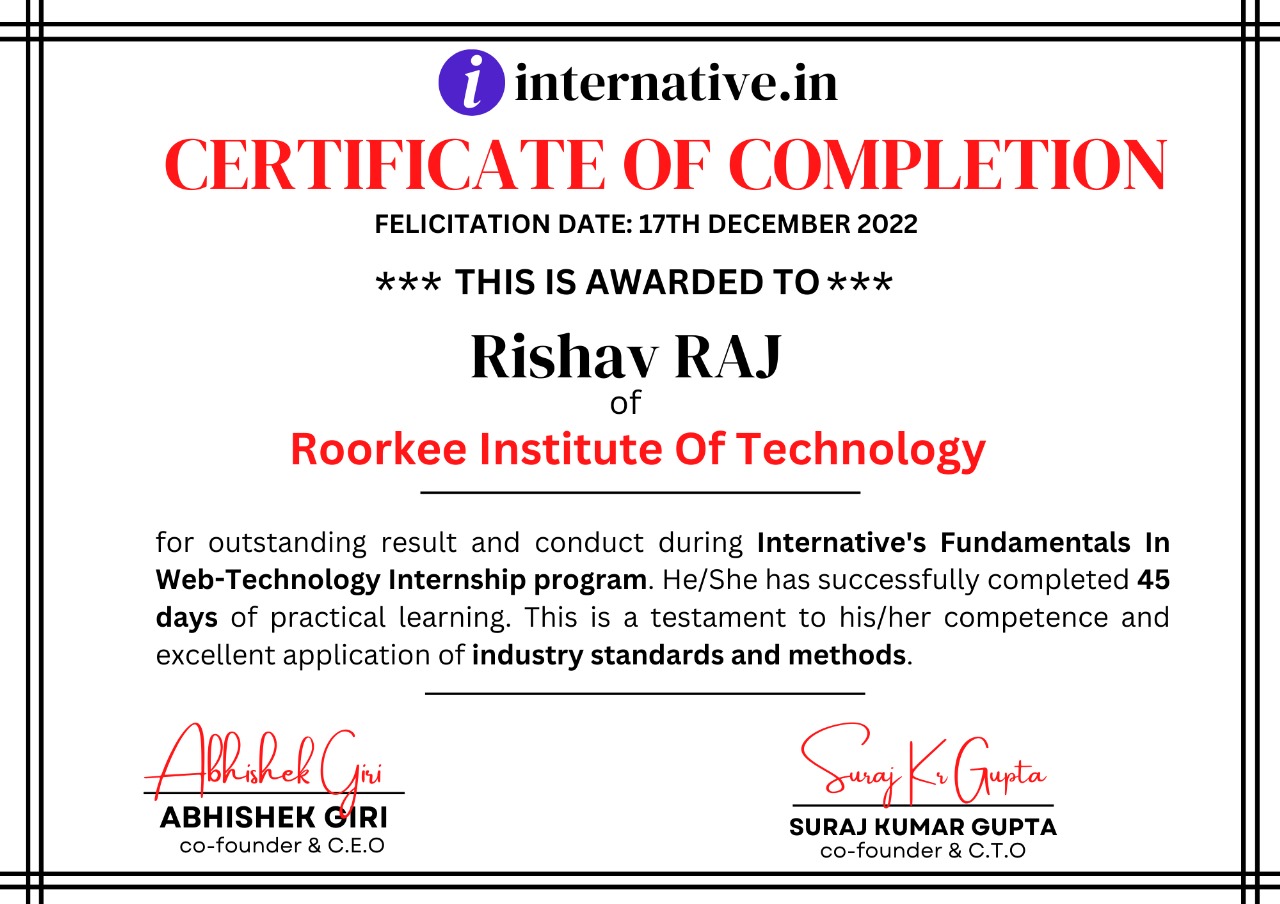 i internative.in
CERTIFICATE OF COMPLETION
FELICITATION DATE: 17TH DECEMBER 2022
*** THIS IS AWARDED TO ***
Rishav RAJ
of
Roorkee Institute Of Technology
for outstanding result and conduct during Internative's Fundamentals In
Web-Technology Internship program. He/She has successfully completed 45
days of practical learning. This is a testament to his/her competence and
excellent application of industry standards and methods.
Abhishek Giri
ABHISHEK GIRI
co-founder & C.E.O
Suraj Kr Gupta
SURAJ KUMAR GUPTA
co-founder & C.T.O